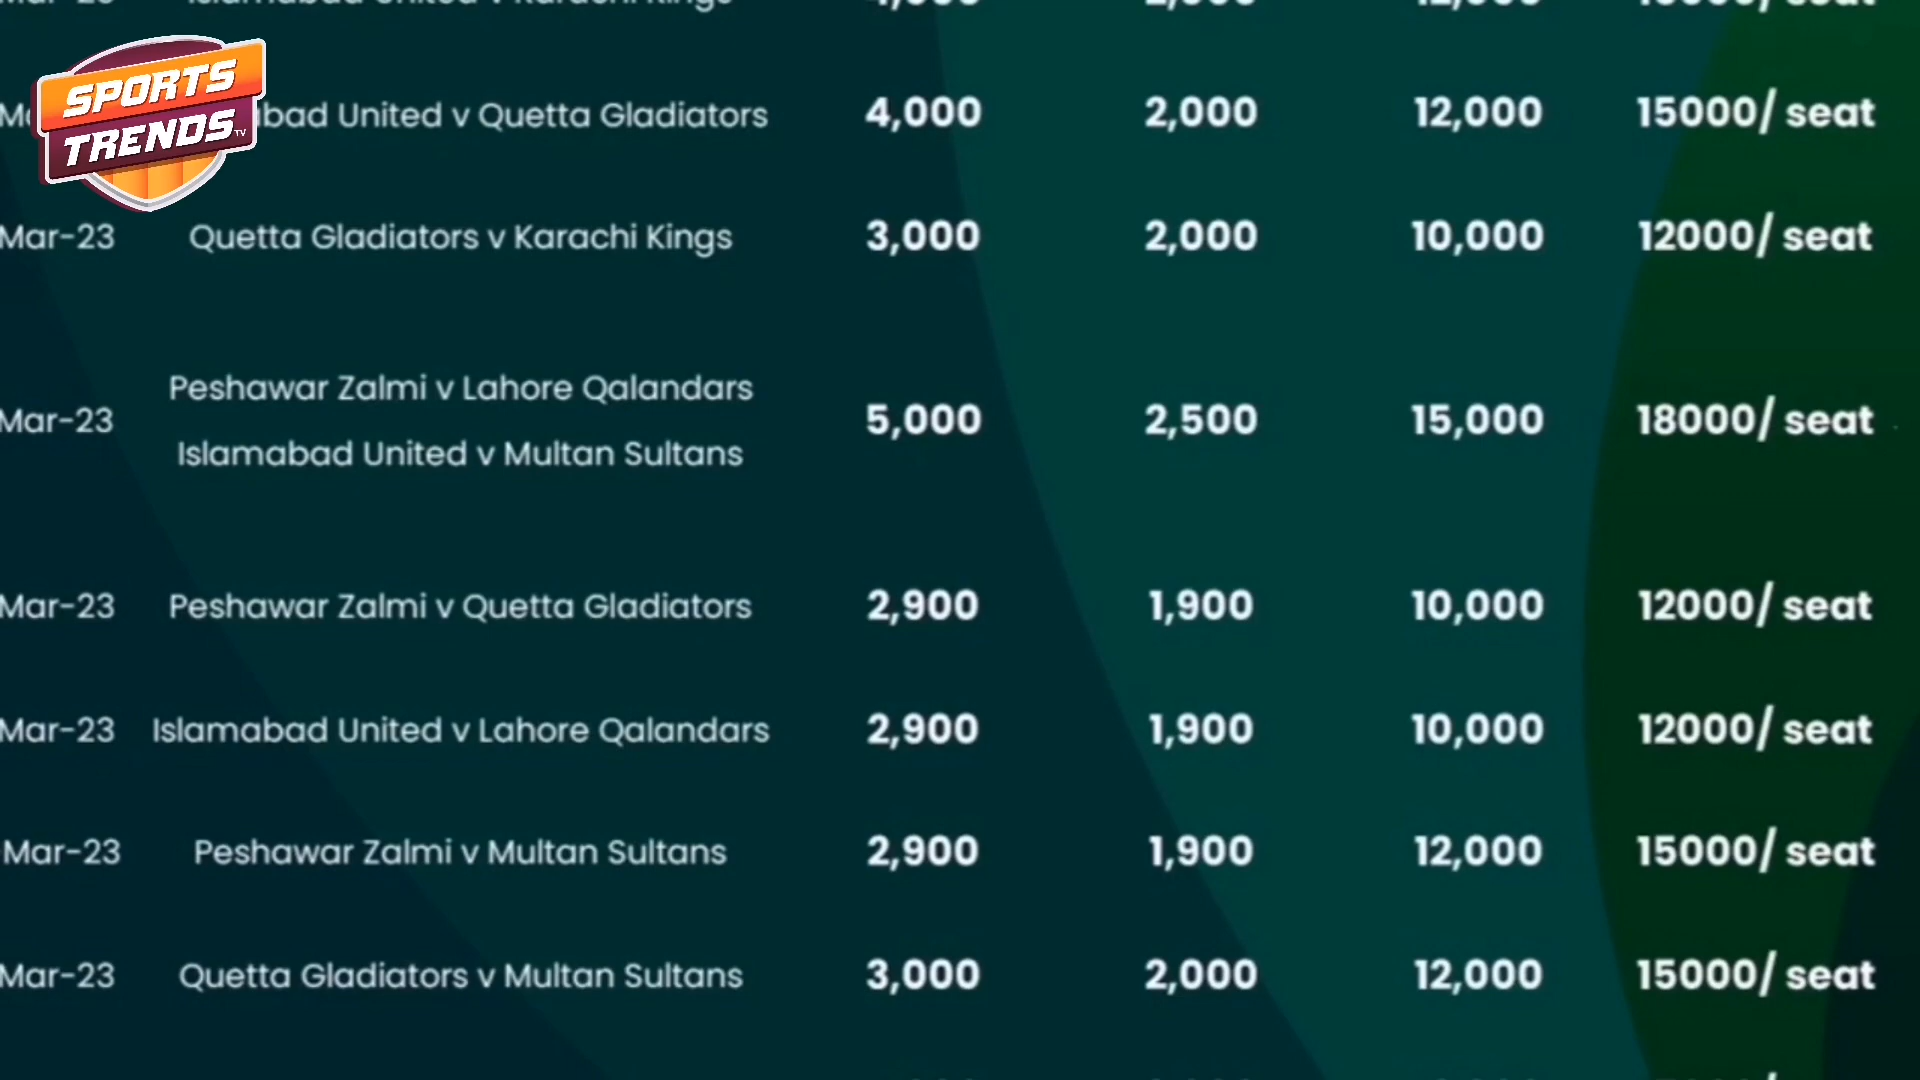 SPORTS
TRENDS TV
bad United v Quetta Gladiators 4,000 2,000 12,000 15000/ seat
Mar-23 Quetta Gladiators v Karachi Kings 3,000 2,000 10,000 12000/ seat
Peshawar Zalmi v Lahore Qalandars
Mar-23 5,000 2,500 15,000 18000/ seat
Islamabad United v Multan Sultans
Mar-23 Peshawar Zalmi v Quetta Gladiators 2,900 1,900 10,000 12000/ seat
Mar-23 Islamabad United v Lahore Qalandars 2,900 1,900 10,000 12000/ seat
Mar-23 Peshawar Zalmi v Multan Sultans 2,900 1,900 12,000 15000/ seat
Mar-23 Quetta Gladiators v Multan Sultans 3,000 2,000 12,000 15000/ seat